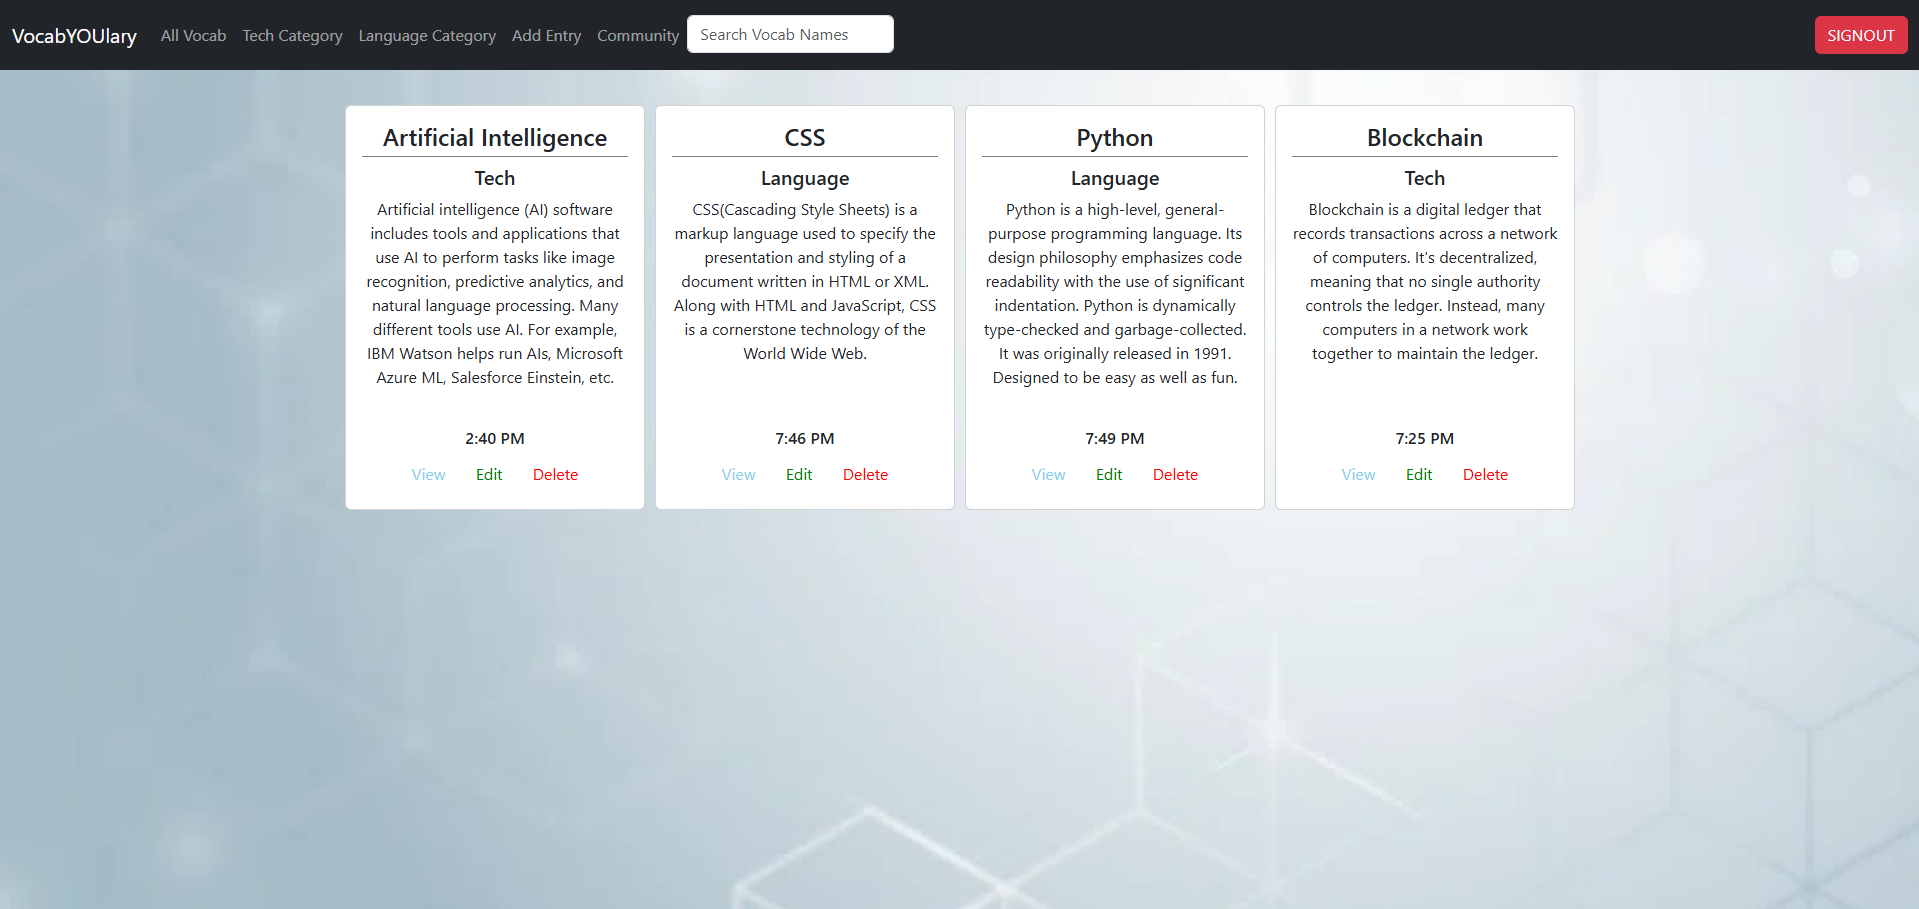 VocabYOUlary All Vocab Tech Category Language Category Add Entry Community Search Vocab Names SIGNOUT
Artificial Intelligence
Tech
Artificial intelligence (AI) software
includes tools and applications that
use AI to perform tasks like image
recognition, predictive analytics, and
natural language processing. Many
different tools use AI. For example,
IBM Watson helps run AIs, Microsoft
Azure ML, Salesforce Einstein, etc.
2:40 PM
View Edit Delete
CSS
Language
CSS(Cascading Style Sheets) is a
markup language used to specify the
presentation and styling of a
document written in HTML or XML.
Along with HTML and JavaScript, CSS
is a cornerstone technology of the
World Wide Web.
7:46 PM
View Edit Delete
Python
Language
Python is a high-level, general-
purpose programming language. Its
design philosophy emphasizes code
readability with the use of significant
indentation. Python is dynamically
type-checked and garbage-collected.
It was originally released in 1991.
Designed to be easy as well as fun.
7:49 PM
View Edit Delete
Blockchain
Tech
Blockchain is a digital ledger that
records transactions across a network
of computers. It's decentralized,
meaning that no single authority
controls the ledger. Instead, many
computers in a network work
together to maintain the ledger.
7:25 PM
View Edit Delete